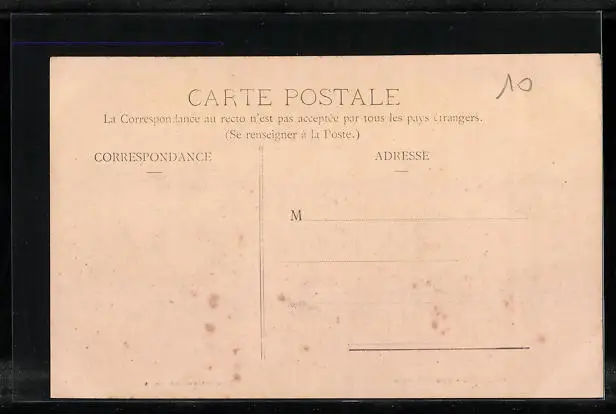 10
CARTE POSTALE
La Correspondance au recto n'est pas acceptée par tous les pays étrangers.
(Se renseigner à la Poste.)
CORRESPONDANCE
ADRESSE
M